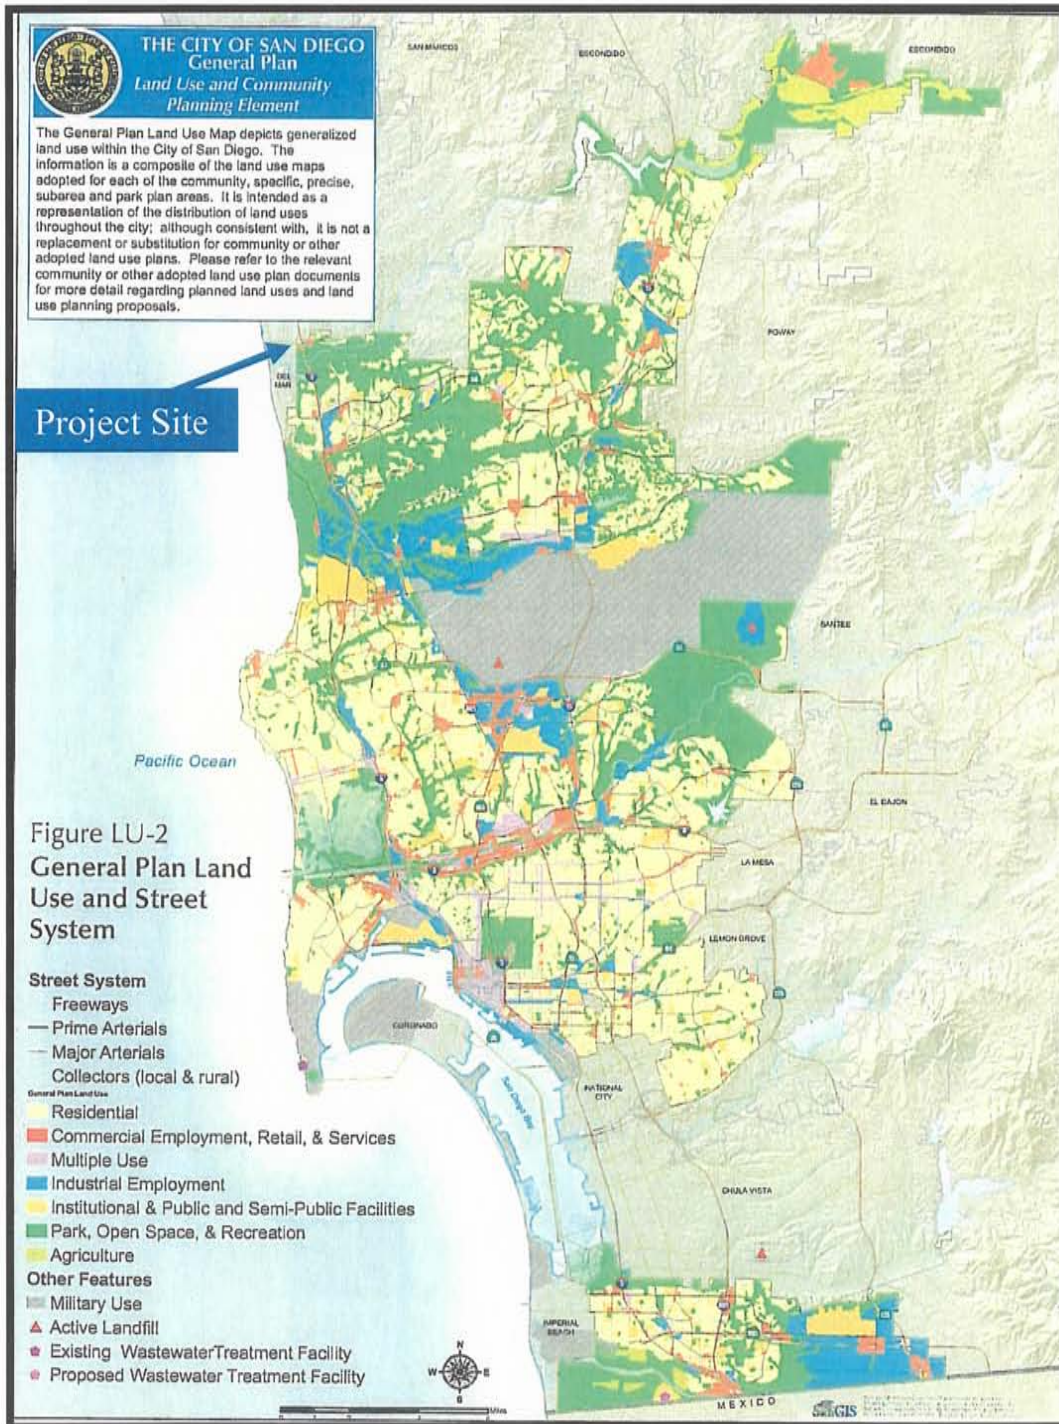 THE CITY OF SAN DIEGO
General Plan
Land Use and Community
Planning Element
The General Plan Land Use Map depicts generalized
land use within the City of San Diego. The
information is a composite of the land use maps
adopted for each of the community, specific, precise,
subarea and park plan areas. It is intended as a
representation of the distribution of land uses
throughout the city; although consistent with, it is not a
replacement or substitution for community or other
adopted land use plans. Please refer to the relevant
community or other adopted land use plan documents
for more detail regarding planned land uses and land
use planning proposals.
SAN MARCOS
ESCONDIDO
ESCONDIDO
POWAY
DEL
MAR
Project Site
SANTEE
Pacific Ocean
EL CAJON
LA MESA
LEMON GROVE
CORONADO
San Diego Bay
NATIONAL
CITY
CHULA VISTA
IMPERIAL
BEACH
MEXICO
Figure LU-2
General Plan Land
Use and Street
System
Street System
Freeways
Prime Arterials
Major Arterials
Collectors (local & rural)
General Plan Land Use
Residential
Commercial Employment, Retail, & Services
Multiple Use
Industrial Employment
Institutional & Public and Semi-Public Facilities
Park, Open Space, & Recreation
Agriculture
Other Features
Military Use
Active Landfill
Existing WastewaterTreatment Facility
Proposed Wastewater Treatment Facility
N
W E
S
Miles
SanGIS